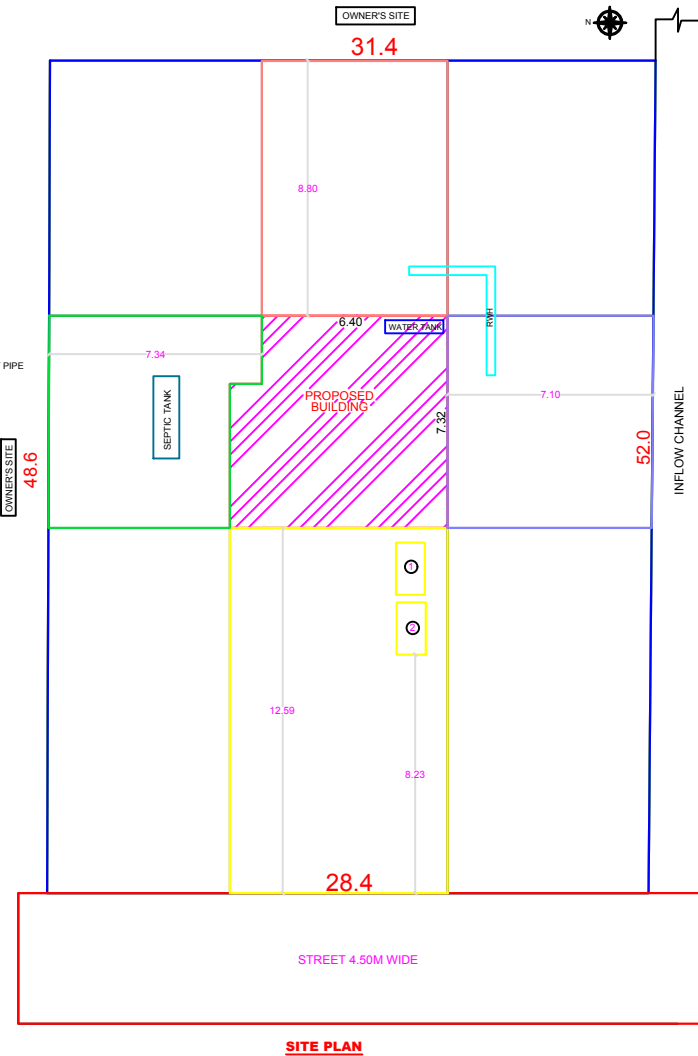 OWNER'S SITE
N
31.4
8.80
6.40
WATER TANK
RWH
7.34
PIPE
PROPOSED
BUILDING
7.10
SEPTIC TANK
7.32
OWNER'S SITE
48.6
52.0
INFLOW CHANNEL
1
2
12.59
8.23
28.4
STREET 4.50M WIDE
SITE PLAN